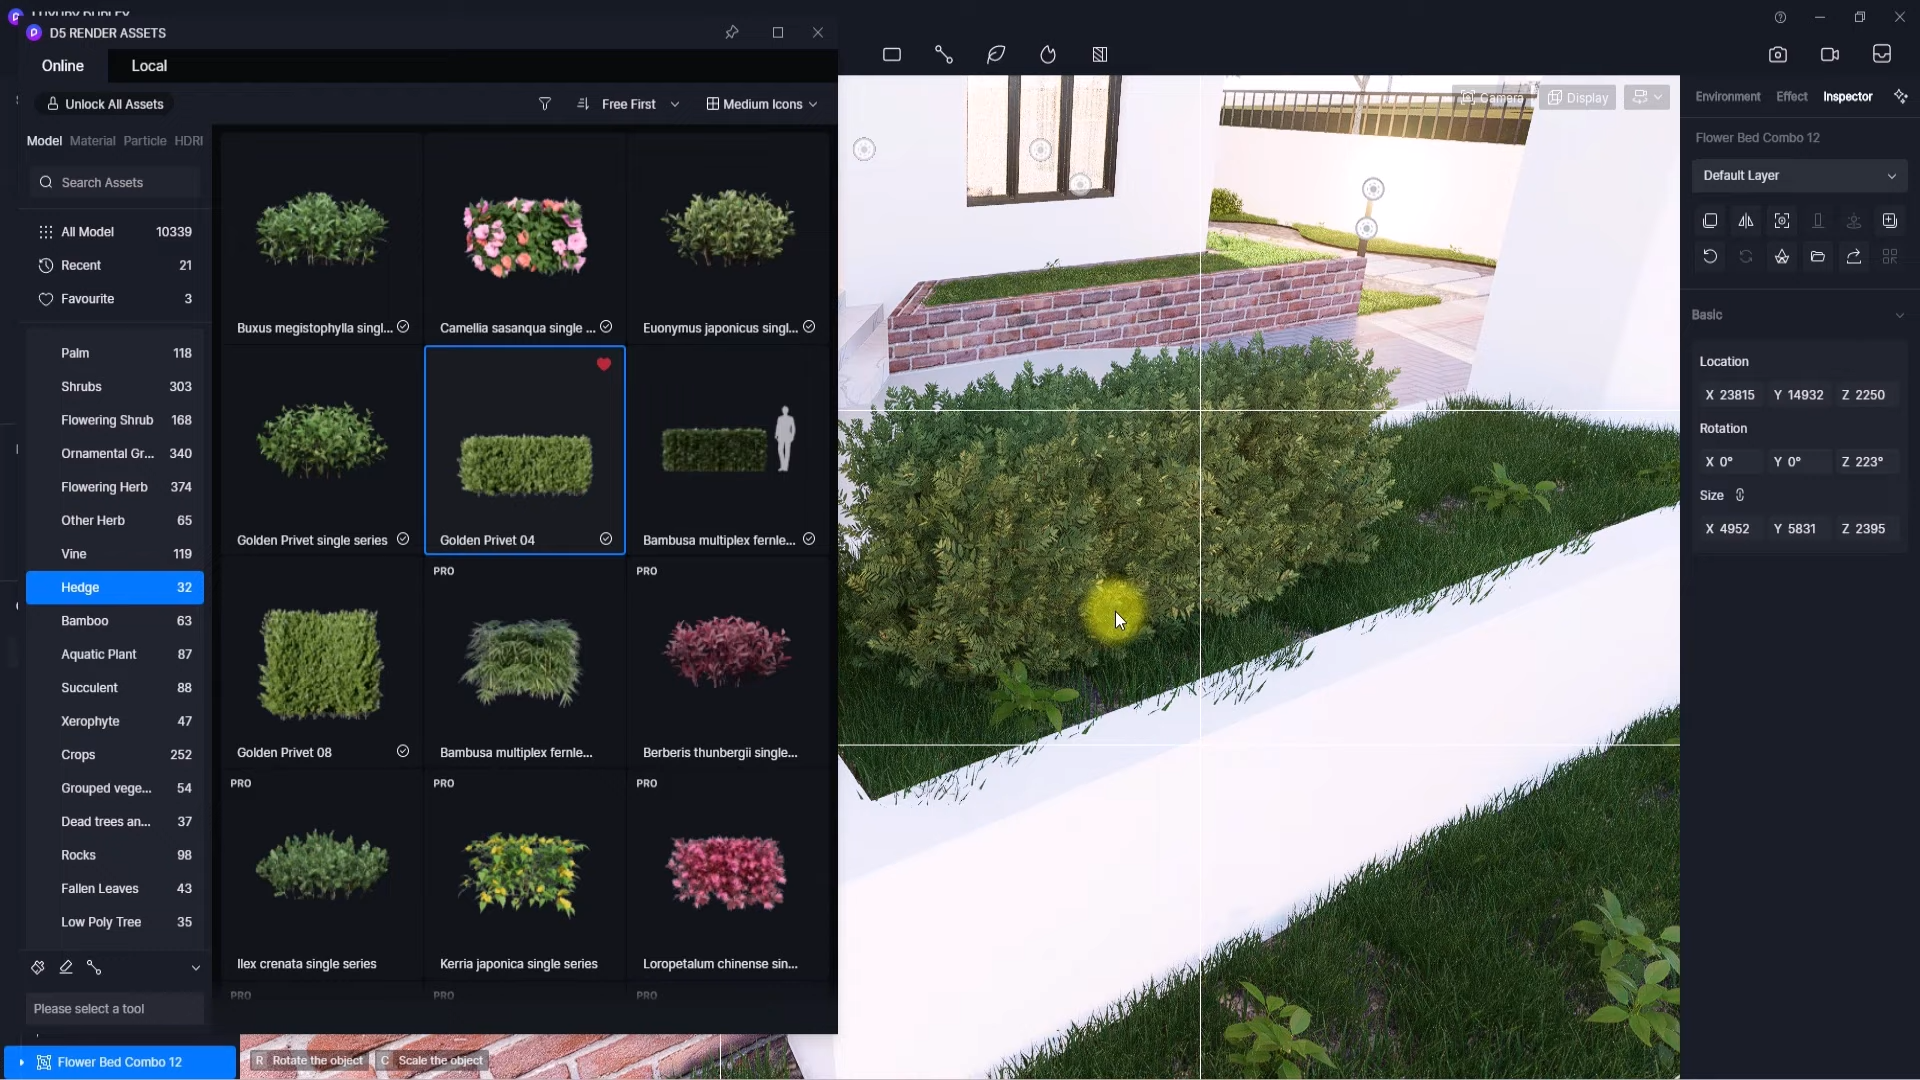 D5 RENDER ASSETS
Online
Local
Unlock All Assets
Free First
Medium Icons
Model Material Particle HDRI
Search Assets
All Model 10339
Recent 21
Favourite 3
Palm 118
Shrubs 303
Flowering Shrub 168
Ornamental Gr... 340
Flowering Herb 374
Other Herb 65
Vine 119
Hedge 32
Bamboo 63
Aquatic Plant 87
Succulent 88
Xerophyte 47
Crops 252
Grouped vege... 54
Dead trees an... 37
Rocks 98
Fallen Leaves 43
Low Poly Tree 35
Please select a tool
Flower Bed Combo 12
Buxus megistophylla singl...
Camellia sasanqua single ...
Euonymus japonicus singl...
Golden Privet single series
Golden Privet 04
Bambusa multiplex fernle...
PRO
PRO
Golden Privet 08
Bambusa multiplex fernle...
Berberis thunbergii single...
PRO
PRO
PRO
Ilex crenata single series
Kerria japonica single series
Loropetalum chinense sin...
PRO
PRO
PRO
R Rotate the object
C Scale the object
Camera
Display
Environment Effect Inspector
Flower Bed Combo 12
Default Layer
Basic
Location
X 23815 Y 14932 Z 2250
Rotation
X 0° Y 0° Z 223°
Size
X 4952 Y 5831 Z 2395